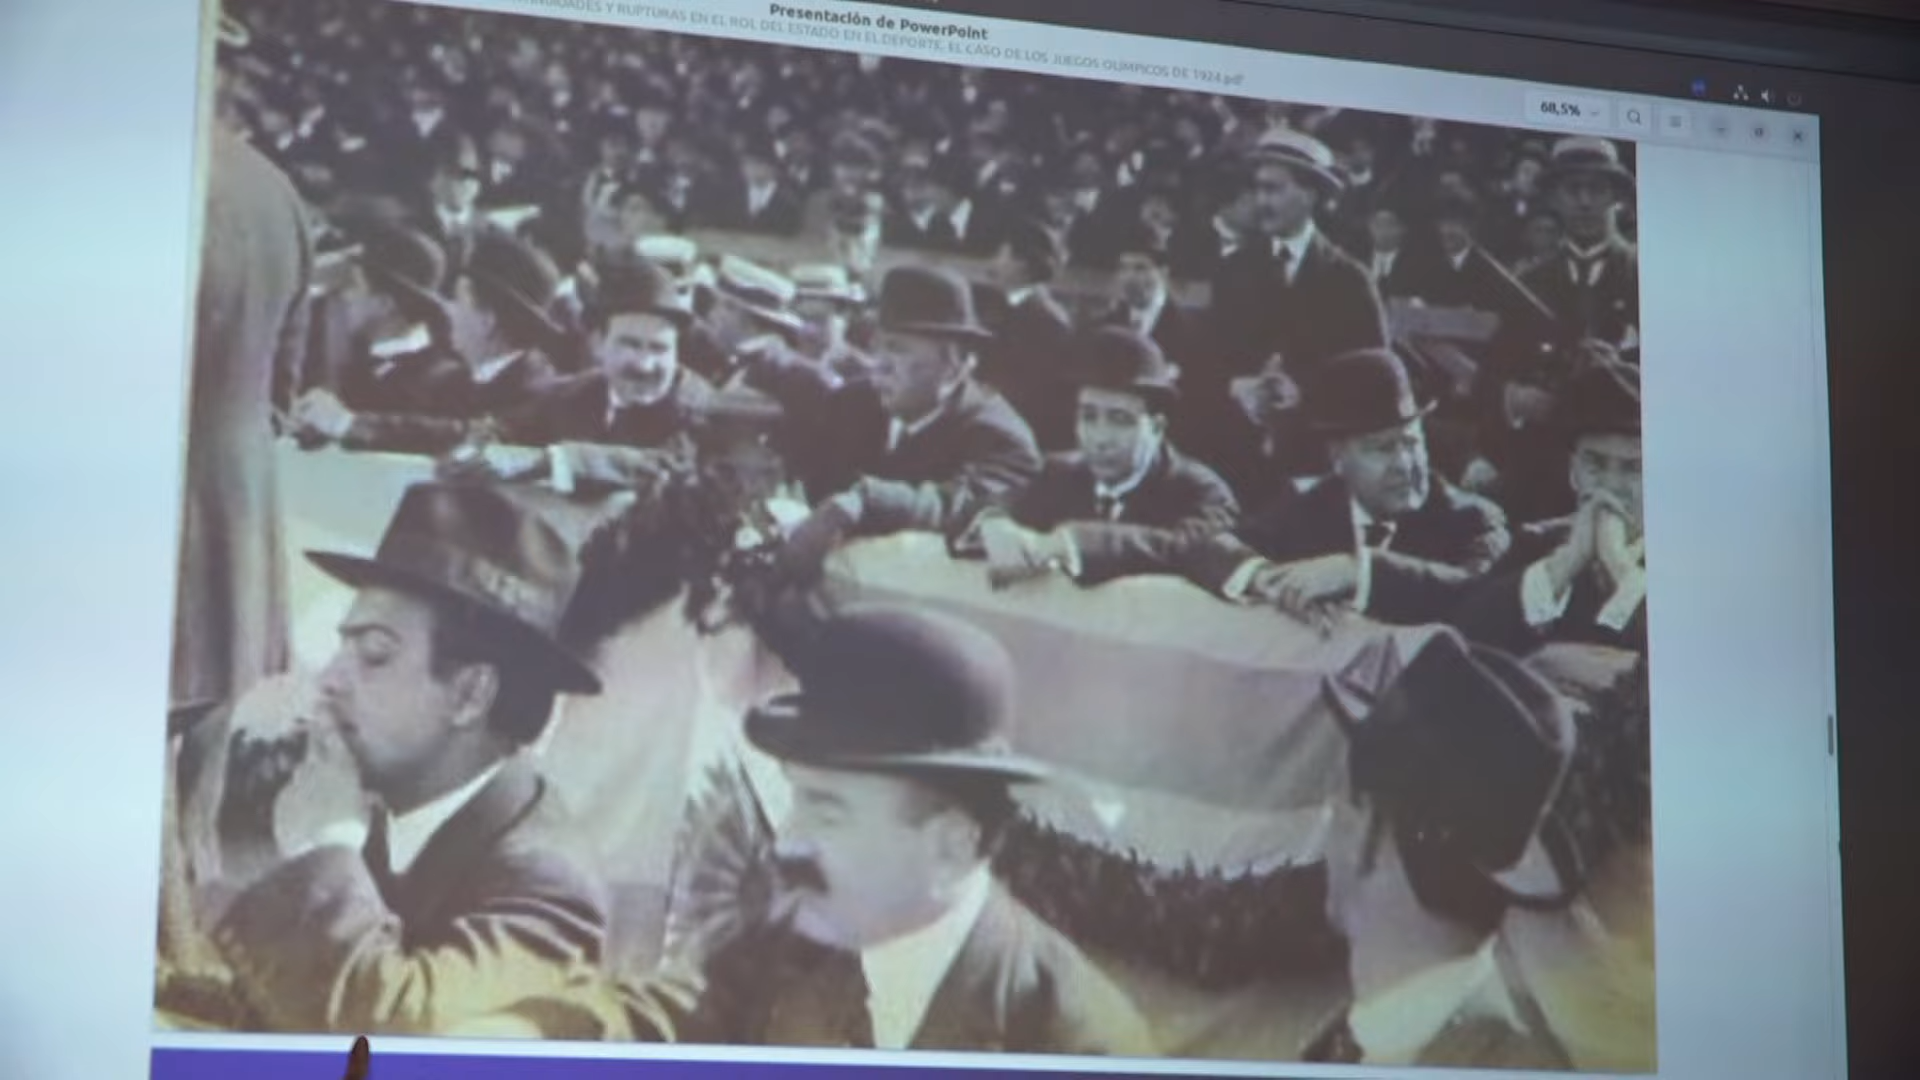 Presentación de PowerPoint
CONTINUIDADES Y RUPTURAS EN EL ROL DEL ESTADO EN EL DEPORTE. EL CASO DE LOS JUEGOS OLIMPICOS DE 1924.pdf
68,5%